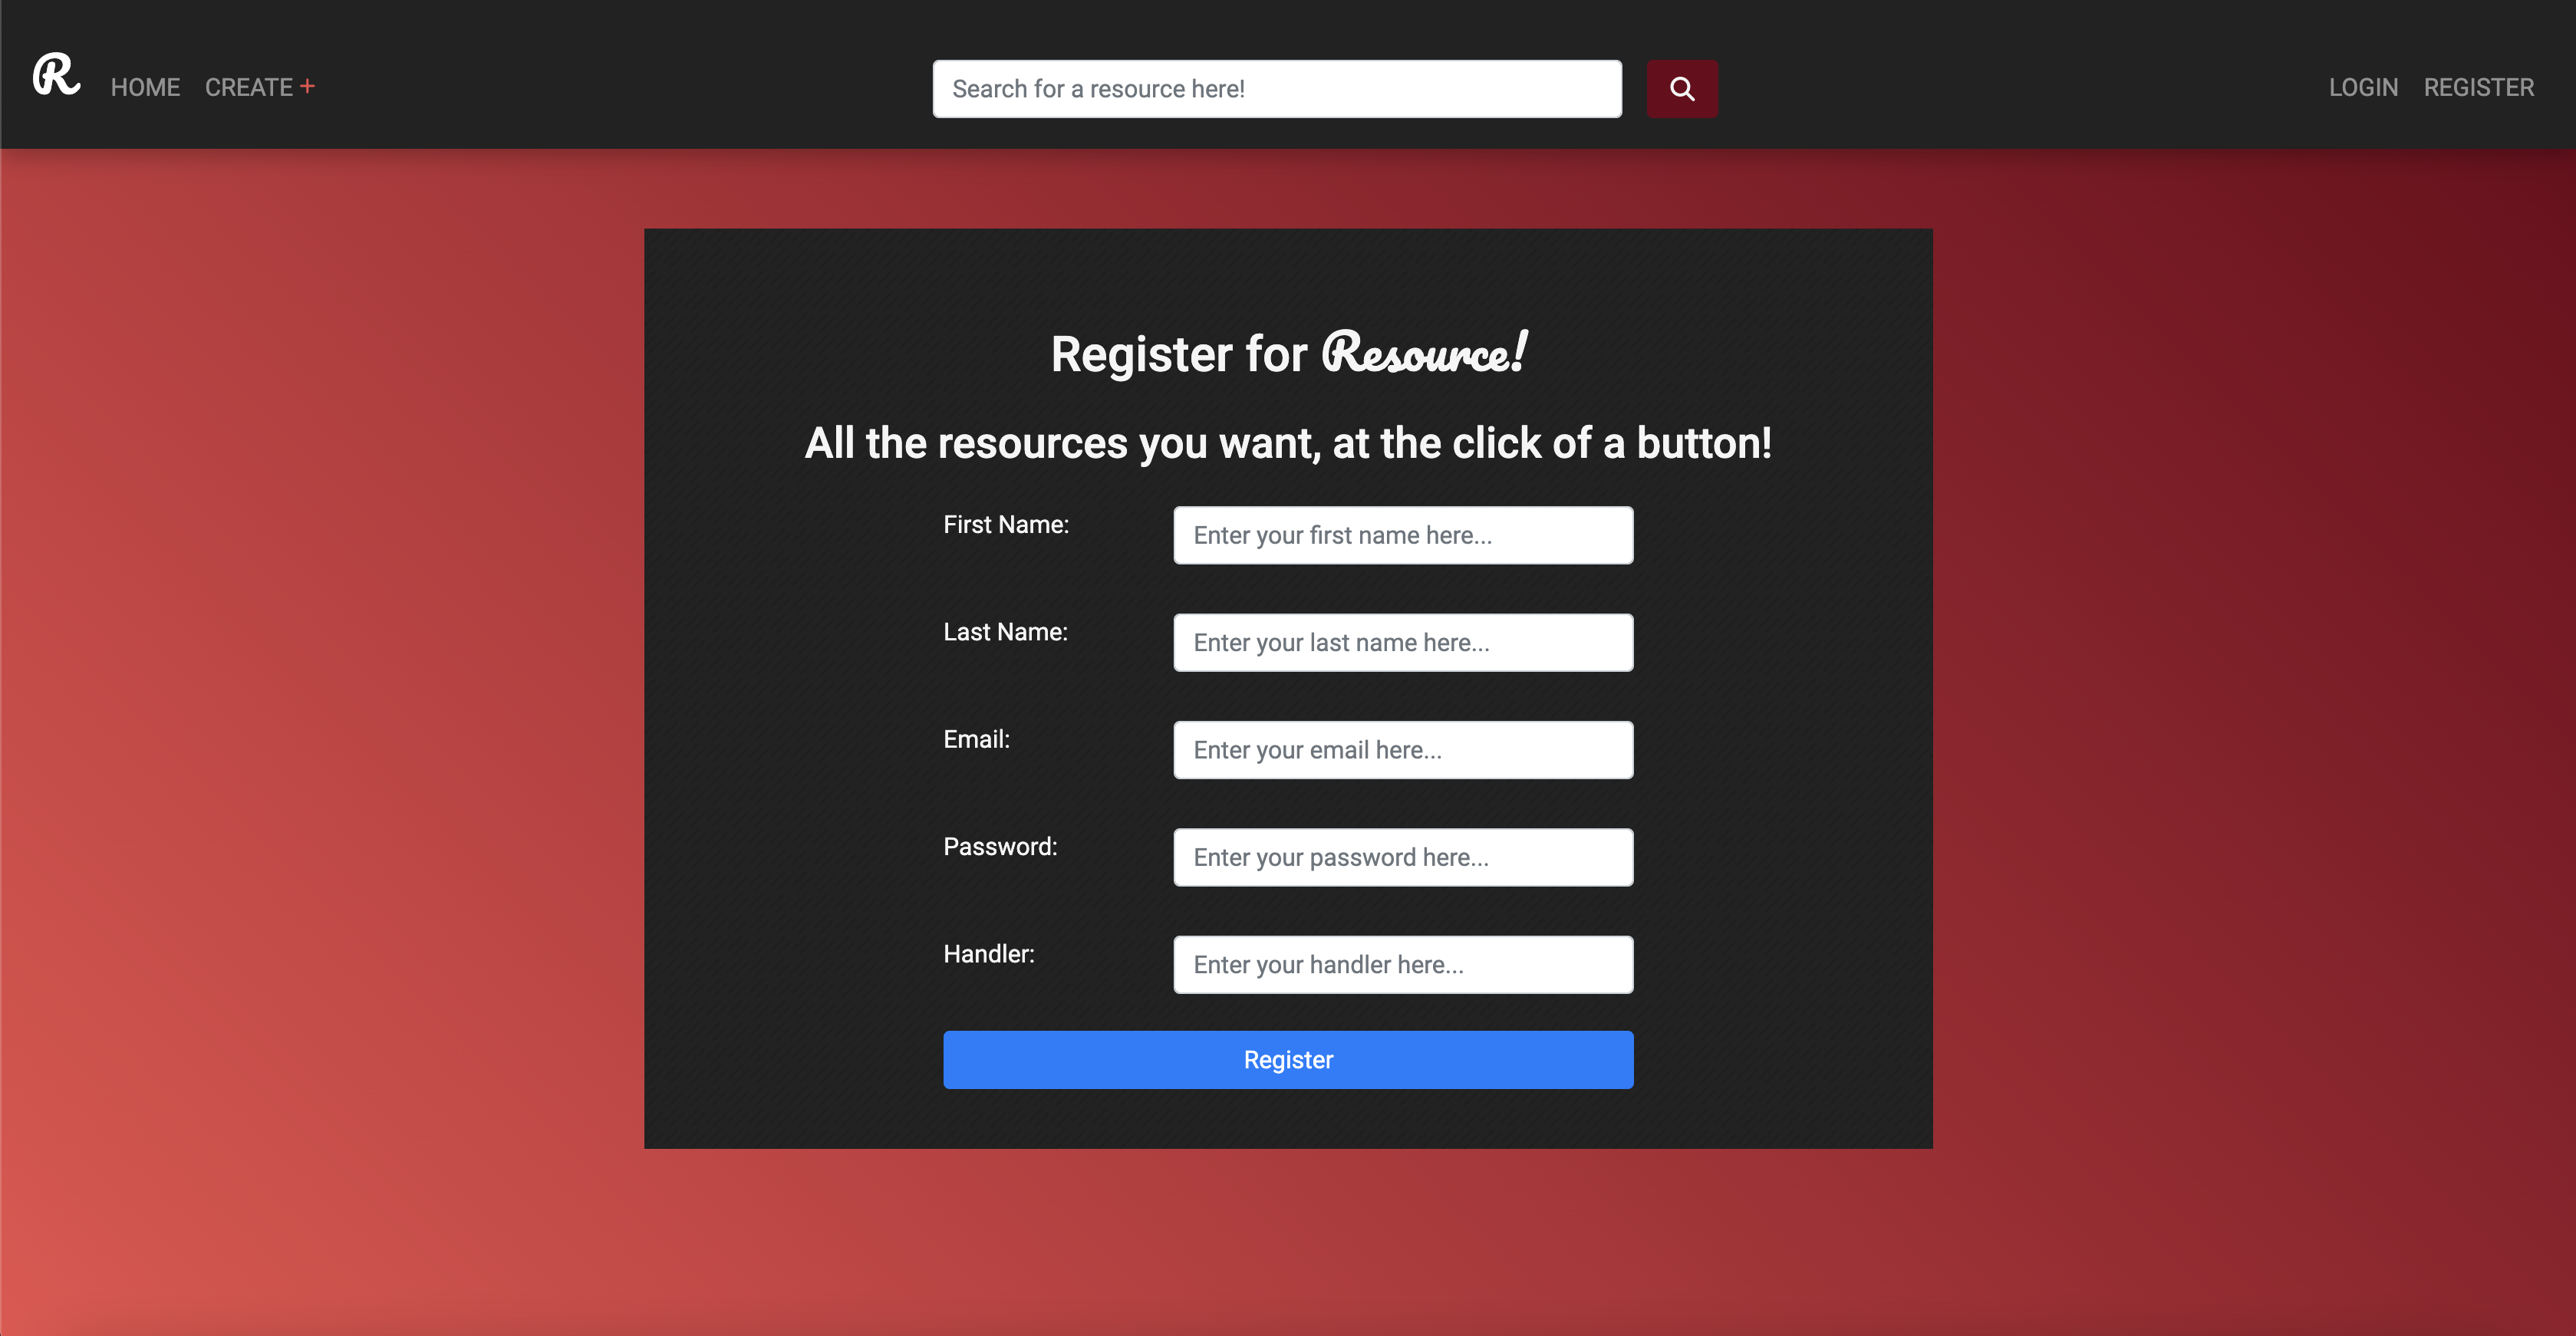 R HOME CREATE + Search for a resource here! LOGIN REGISTER
Register for Resource!
All the resources you want, at the click of a button!
First Name: Enter your first name here...
Last Name: Enter your last name here...
Email: Enter your email here...
Password: Enter your password here...
Handler: Enter your handler here...
Register